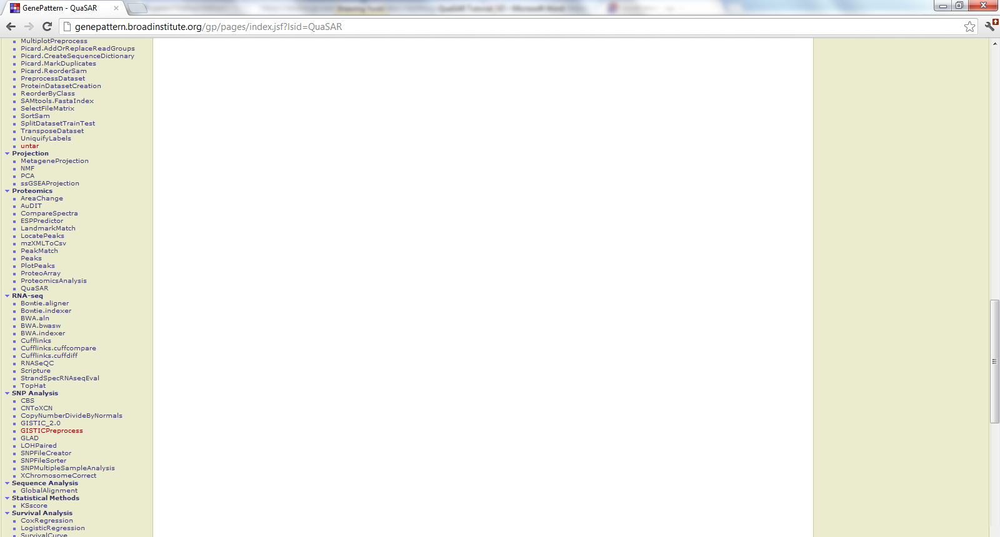 GenePattern - QuaSAR
QuaSAR Tutorial_V2 - Microsoft Word
genepattern.broadinstitute.org/gp/pages/index.jsf?lsid=QuaSAR
MultiplotPreprocess
Picard.AddOrReplaceReadGroups
Picard.CreateSequenceDictionary
Picard.MarkDuplicates
Picard.ReorderSam
PreprocessDataset
ProteinDatasetCreation
ReorderByClass
SAMtools.FastaIndex
SelectFileMatrix
SortSam
SplitDatasetTrainTest
TransposeDataset
UniquifyLabels
untar
Projection
MetageneProjection
NMF
PCA
ssGSEAProjection
Proteomics
AreaChange
AuDIT
CompareSpectra
ESPPredictor
LandmarkMatch
LocatePeaks
mzXMLToCsv
PeakMatch
Peaks
PlotPeaks
ProteoArray
ProteomicsAnalysis
QuaSAR
RNA-seq
Bowtie.aligner
Bowtie.indexer
BWA.aln
BWA.bwasw
BWA.indexer
Cufflinks
Cufflinks.cuffcompare
Cufflinks.cuffdiff
RNASeQC
Scripture
StrandSpecRNAseqEval
TopHat
SNP Analysis
CBS
CNToXCN
CopyNumberDivideByNormals
GISTIC_2.0
GISTICPreprocess
GLAD
LOHPaired
SNPFileCreator
SNPFileSorter
SNPMultipleSampleAnalysis
XChromosomeCorrect
Sequence Analysis
GlobalAlignment
Statistical Methods
KSscore
Survival Analysis
CoxRegression
LogisticRegression
SurvivalCurve